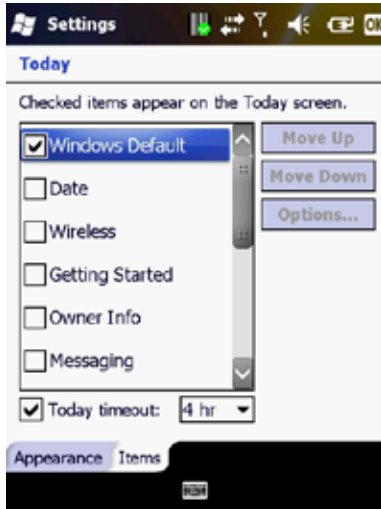 Settings
OK
Today
Checked items appear on the Today screen.
Windows Default
Move Up
Date
Move Down
Wireless
Options...
Getting Started
Owner Info
Messaging
Today timeout: 4 hr
Appearance Items